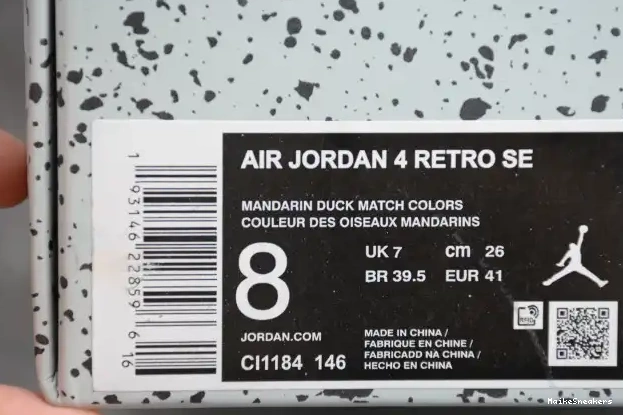 AIR JORDAN 4 RETRO SE
MANDARIN DUCK MATCH COLORS
COULEUR DES OISEAUX MANDARINS
8
UK 7 cm 26
BR 39.5 EUR 41
JORDAN.COM
CI1184 146
MADE IN CHINA /
FABRIQUE EN CHINE /
FABRICADD NA CHINA /
HECHO EN CHINA
RFID
1 93146 22859 6 16
MaikeSneakers